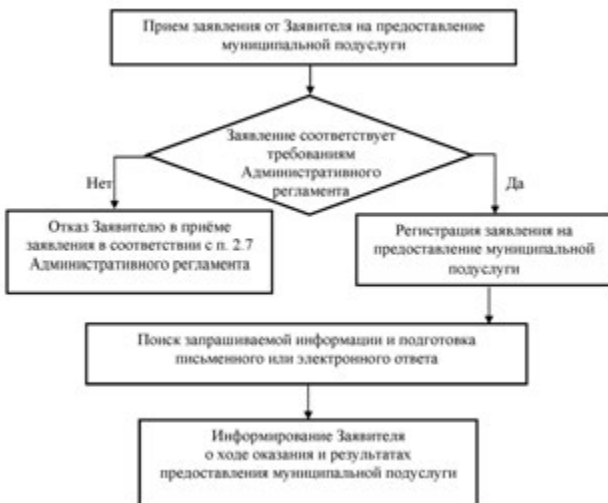 Прием заявления от Заявителя на предоставление
муниципальной подуслуги
Заявление соответствует
требованиям
Административного
регламента
Нет
Да
Отказ Заявителю в приёме
заявления в соответствии с п. 2.7
Административного регламента
Регистрация заявления на
предоставление муниципальной
подуслуги
Поиск запрашиваемой информации и подготовка
письменного или электронного ответа
Информирование Заявителя
о ходе оказания и результатах
предоставления муниципальной подуслуги